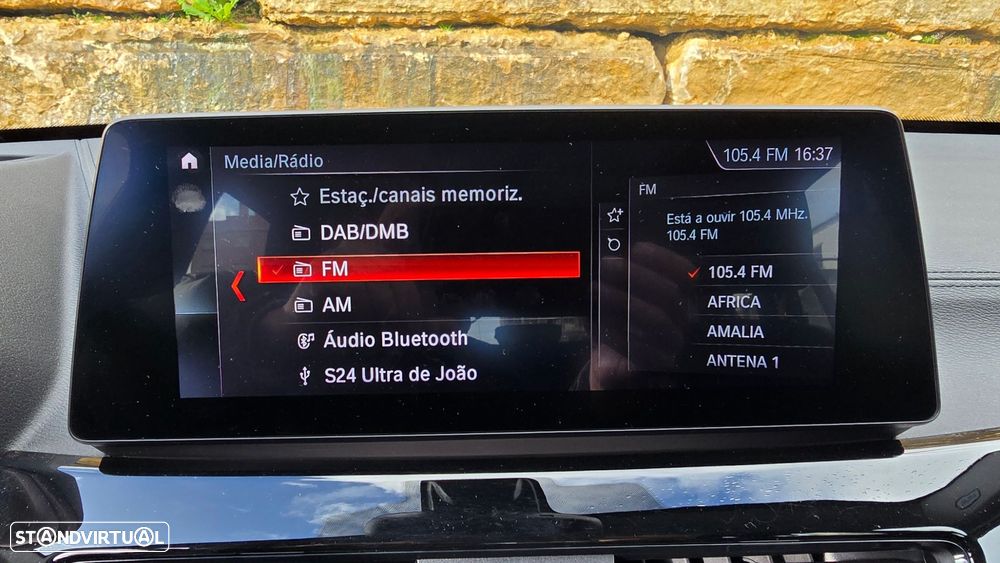 Media/Rádio
105.4 FM 16:37
Estaç./canais memoriz.
DAB/DMB
FM
AM
Áudio Bluetooth
S24 Ultra de João
FM
Está a ouvir 105.4 MHz.
105.4 FM
105.4 FM
AFRICA
AMALIA
ANTENA 1
STANDVIRTUAL